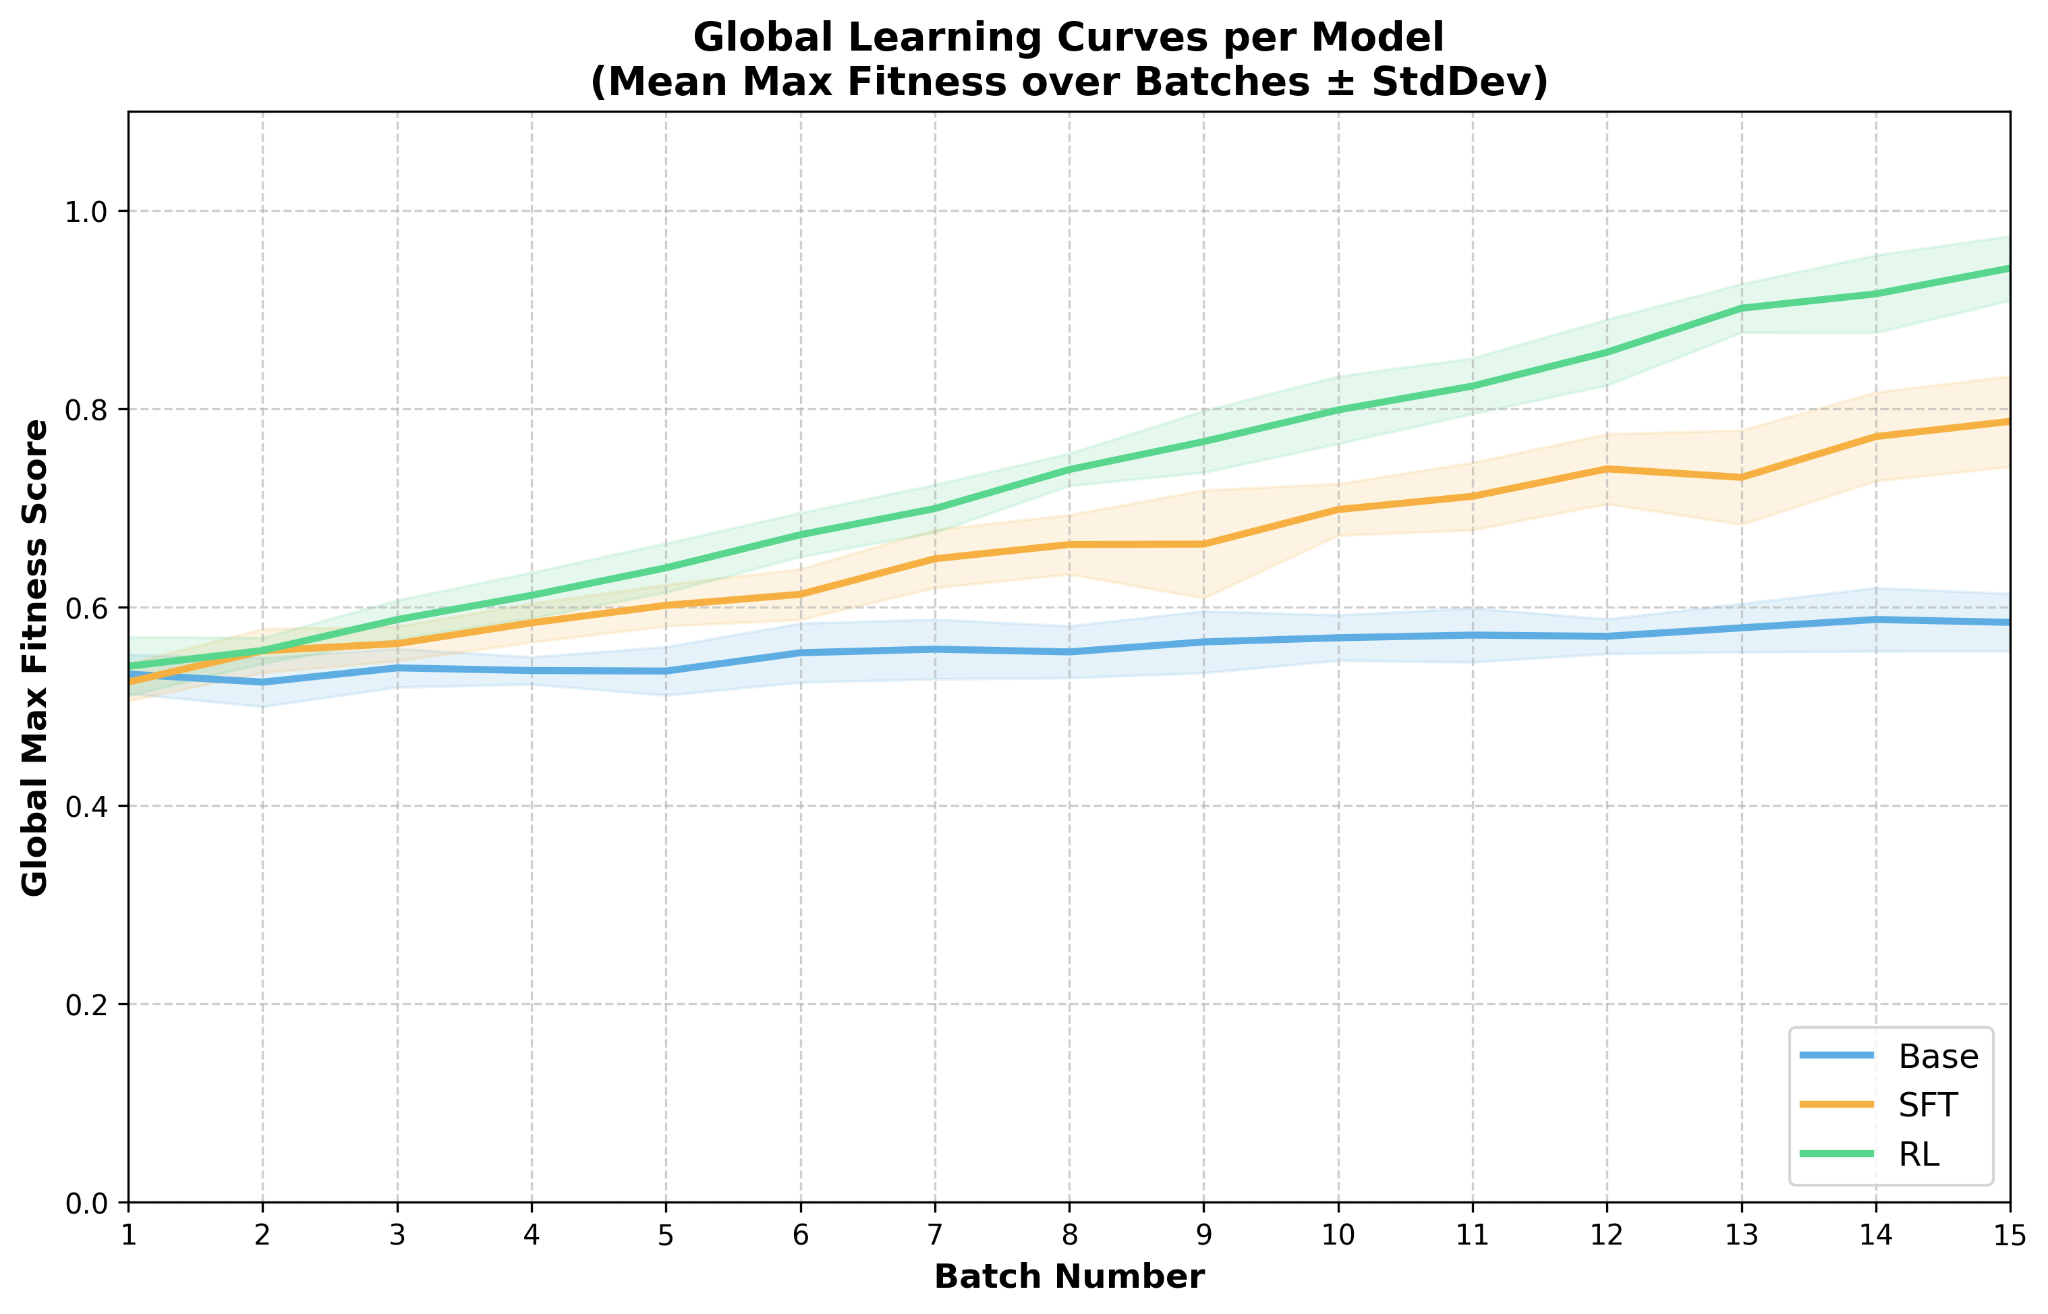 Global Learning Curves per Model
(Mean Max Fitness over Batches ± StdDev)
Global Max Fitness Score
1.0
0.8
0.6
0.4
0.2
0.0
1 2 3 4 5 6 7 8 9 10 11 12 13 14 15
Batch Number
Base
SFT
RL